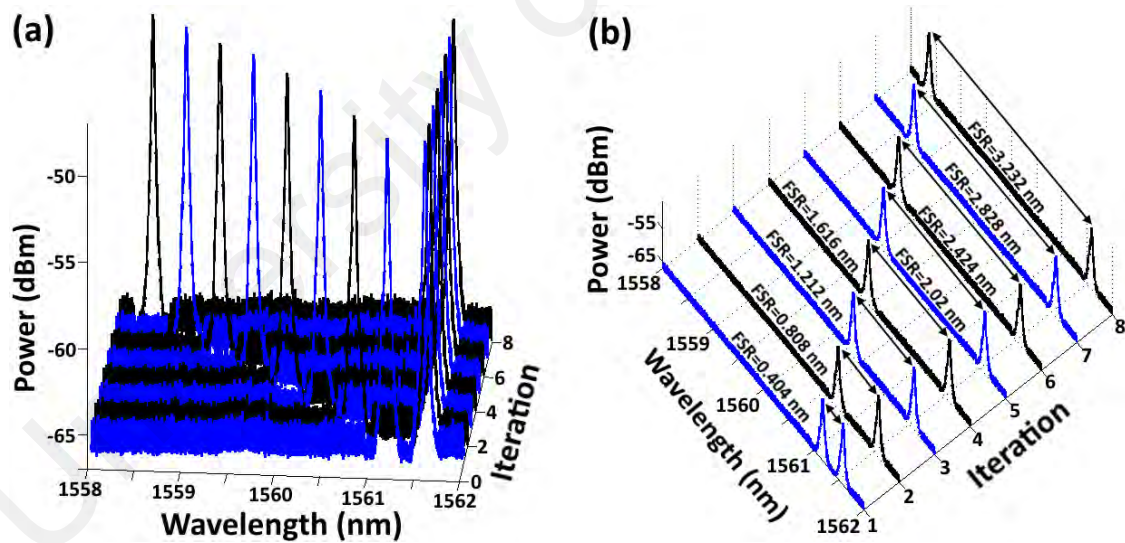 (a)
Power (dBm)
-50
-55
-60
-65
1558
1559
1560
1561
1562
Wavelength (nm)
0
2
4
6
8
Iteration
(b)
Power (dBm)
-55
-65
1558
1559
1560
1561
1562
Wavelength (nm)
1
2
3
4
5
6
7
8
Iteration
FSR=0.404 nm
FSR=0.808 nm
FSR=1.212 nm
FSR=1.616 nm
FSR=2.02 nm
FSR=2.424 nm
FSR=2.828 nm
FSR=3.232 nm